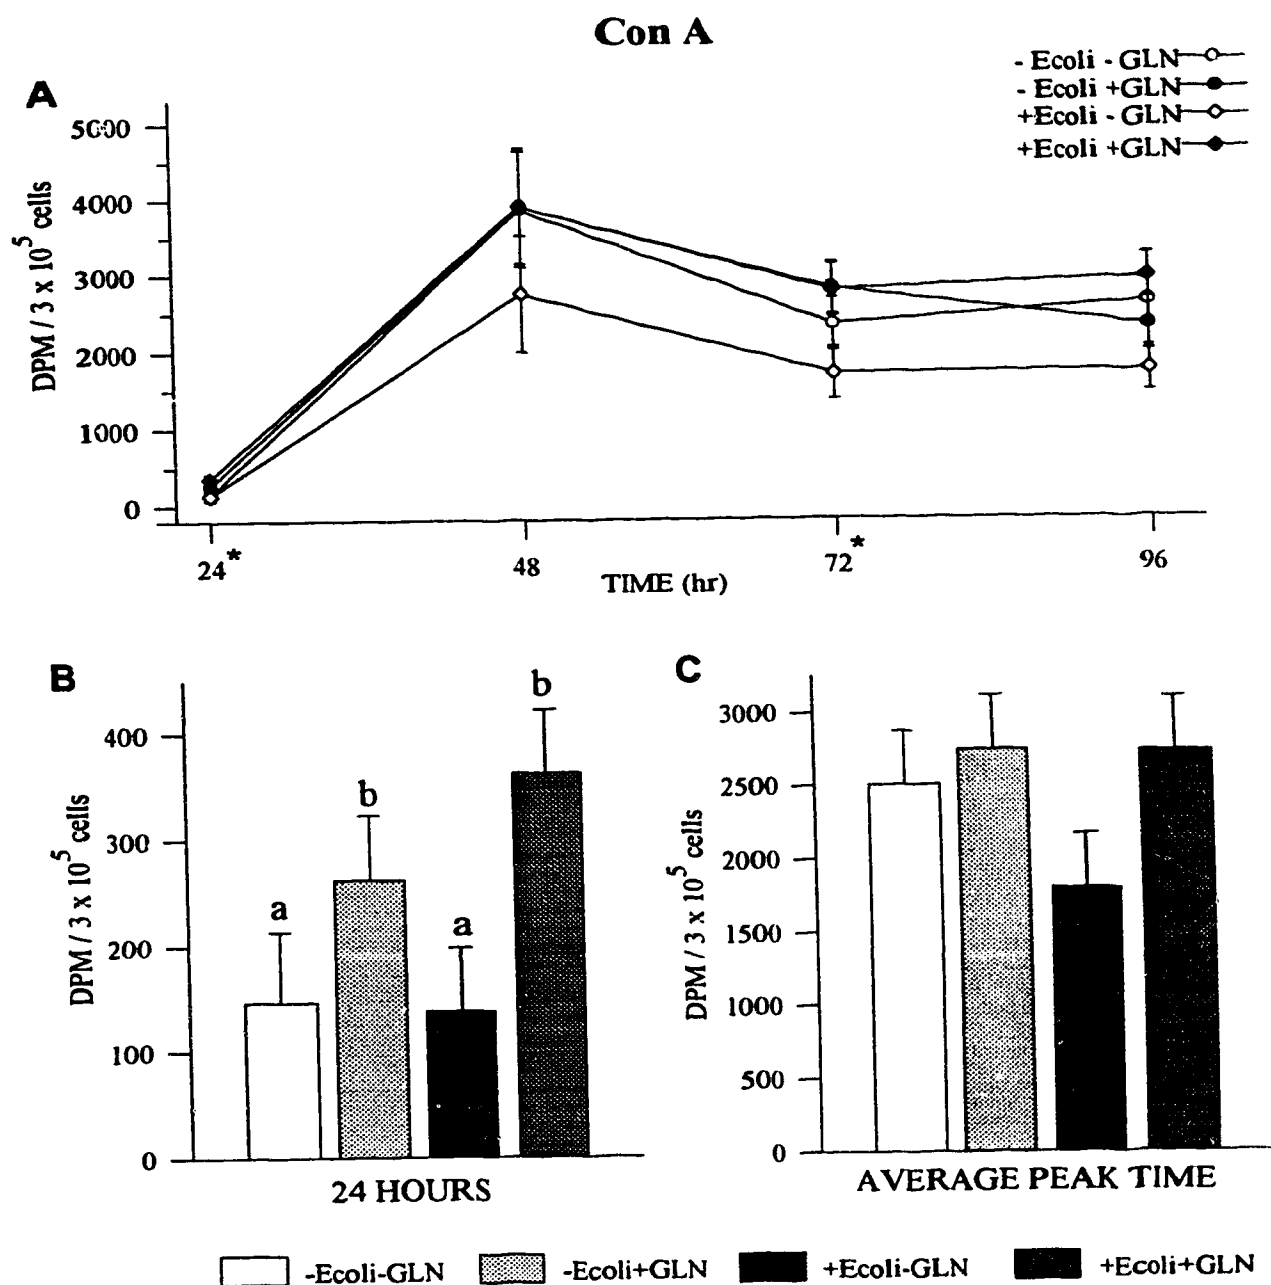 Con A
- Ecoli - GLN
- Ecoli +GLN
+Ecoli - GLN
+Ecoli +GLN
A
5000
4000
3000
2000
1000
0
DPM / 3 x 10^5 cells
24* 48 72* 96
TIME (hr)
B
400
300
200
100
0
DPM / 3 x 10^5 cells
a b a b
24 HOURS
C
3000
2500
2000
1500
1000
500
0
DPM / 3 x 10^5 cells
AVERAGE PEAK TIME
-Ecoli-GLN -Ecoli+GLN +Ecoli-GLN +Ecoli+GLN